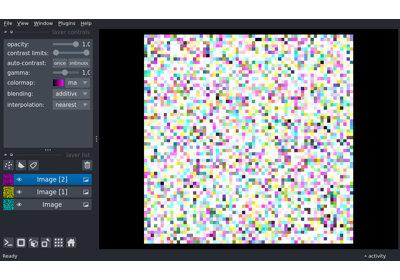 File View Window Plugins Help
layer controls
opacity: 1.0
contrast limits:
auto-contrast: once
gamma: 1.0
colormap: ma
blending: additive
interpolation: nearest
layer list
Image [2]
Image [1]
Image
Ready activity